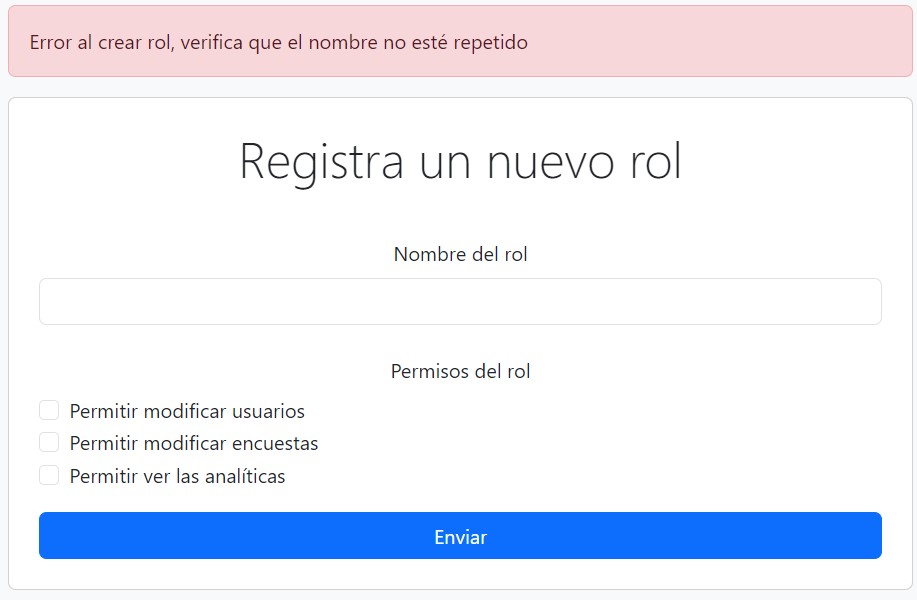 Error al crear rol, verifica que el nombre no esté repetido
Registra un nuevo rol
Nombre del rol
Permisos del rol
Permitir modificar usuarios
Permitir modificar encuestas
Permitir ver las analíticas
Enviar